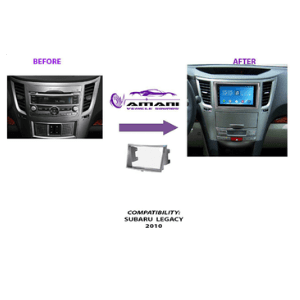 BEFORE
AFTER
AMANI
VEHICLE SOUNDS
COMPATIBILITY:
SUBARU LEGACY
2010